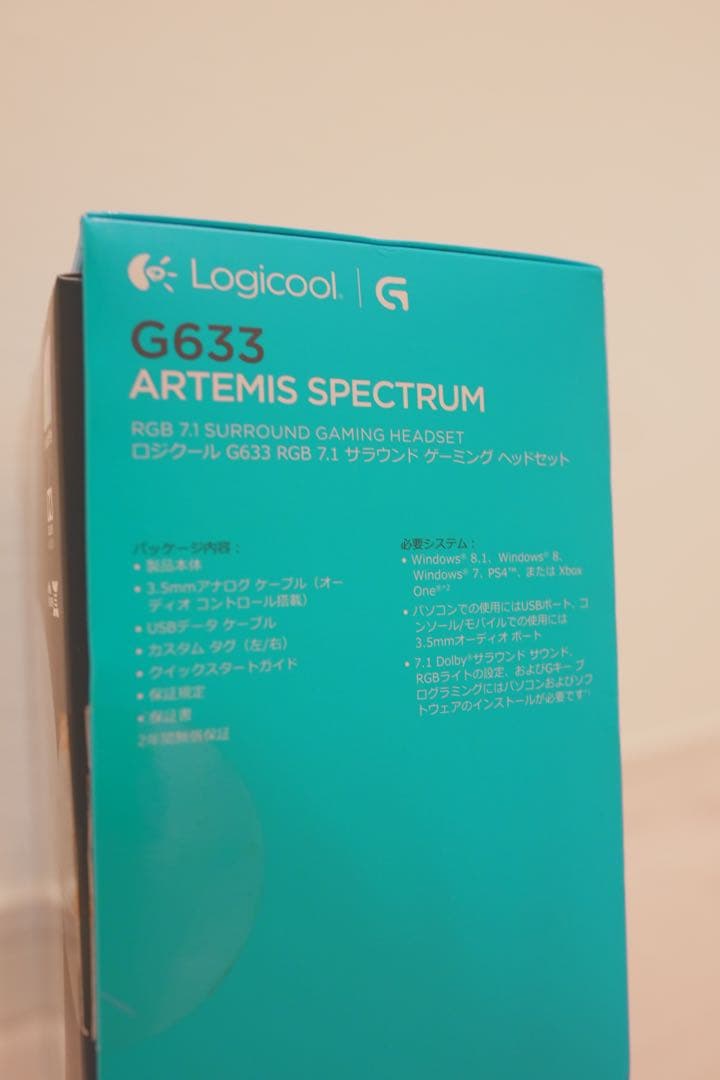 Logicool
G633
ARTEMIS SPECTRUM
RGB 7.1 SURROUND GAMING HEADSET
ロジクール G633 RGB 7.1 サラウンド ゲーミング ヘッドセット
パッケージ内容：
• 製品本体
• 3.5mmアナログ ケーブル（オー
ディオ コントロール搭載）
• USBデータ ケーブル
• カスタム タグ（左/右）
• クイックスタートガイド
• 保証規定
• 保証書
2年間無償保証
必要システム：
• Windows® 8.1、Windows® 8、
Windows® 7、PS4™、または Xbox
One®*2
• パソコンでの使用にはUSBポート、コ
ンソール/モバイルでの使用には
3.5mmオーディオ ポート
• 7.1 Dolby®サラウンド サウンド、
RGBライトの設定、およびGキー プ
ログラミングにはパソコンおよびソフ
トウェアのインストールが必要です*1